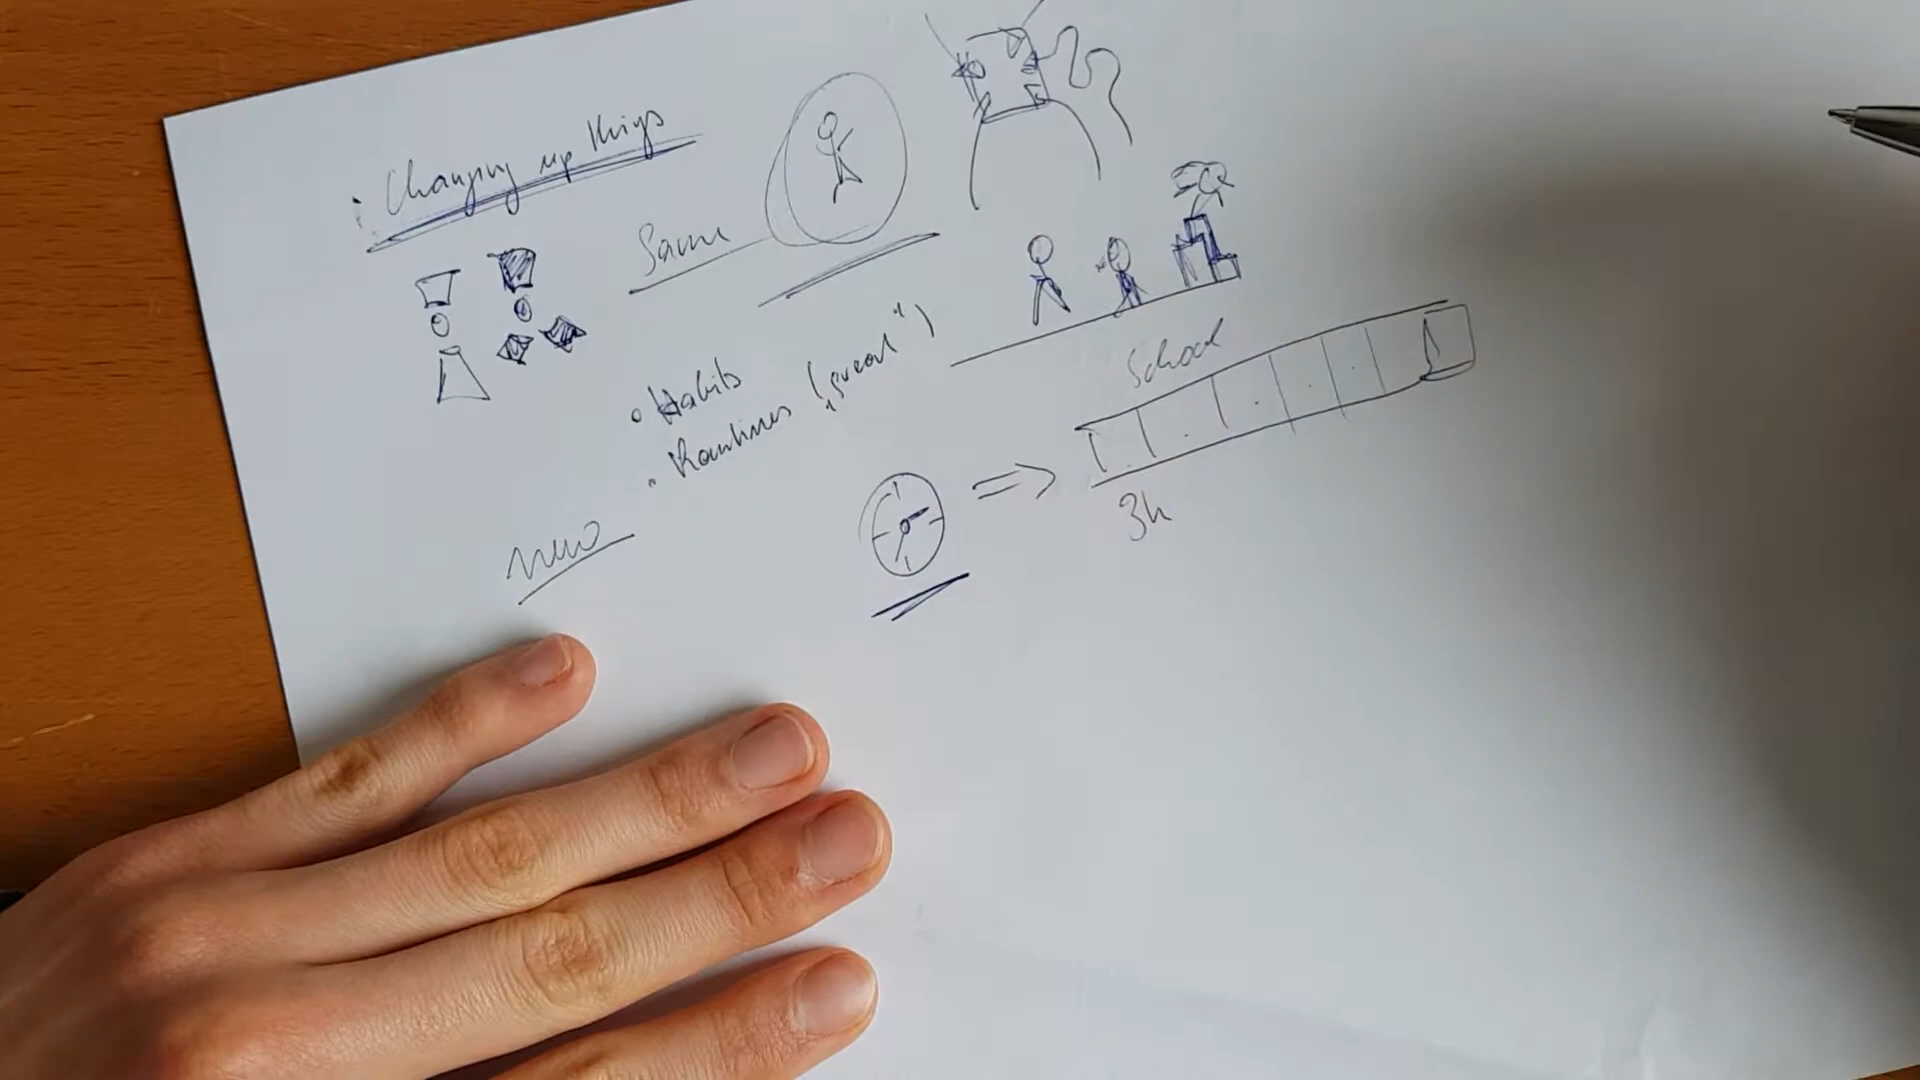 Changing up things
Same
• Habits
• Routines („great“)
School
new
3h